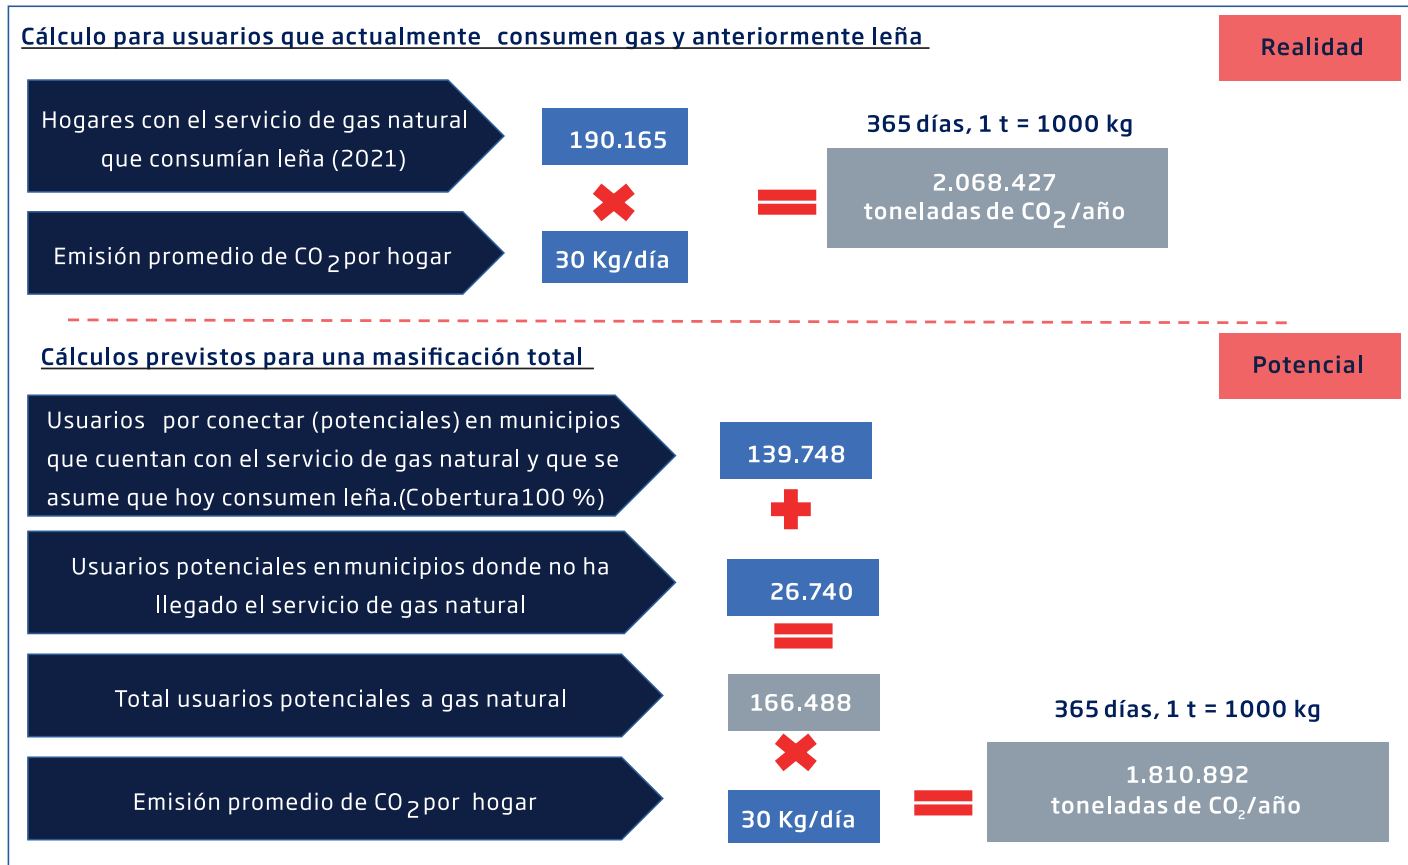 Cálculo para usuarios que actualmente consumen gas y anteriormente leña
Realidad
Hogares con el servicio de gas natural
que consumían leña (2021)
190.165
Emisión promedio de CO2 por hogar
30 Kg/día
365 días, 1 t = 1000 kg
2.068.427
toneladas de CO2/año
Cálculos previstos para una masificación total
Potencial
Usuarios por conectar (potenciales) en municipios
que cuentan con el servicio de gas natural y que se
asume que hoy consumen leña.(Cobertura 100 %)
139.748
Usuarios potenciales en municipios donde no ha
llegado el servicio de gas natural
26.740
Total usuarios potenciales a gas natural
166.488
Emisión promedio de CO2 por hogar
30 Kg/día
365 días, 1 t = 1000 kg
1.810.892
toneladas de CO2/año